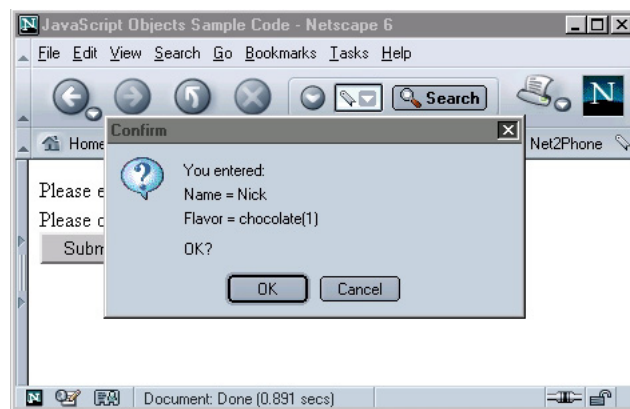 N JavaScript Objects Sample Code - Netscape 6
File Edit View Search Go Bookmarks Tasks Help
Search N
Home Net2Phone
Confirm
You entered:
Name = Nick
Flavor = chocolate(1)
OK?
OK Cancel
Please
Please
N Document: Done (0.891 secs)